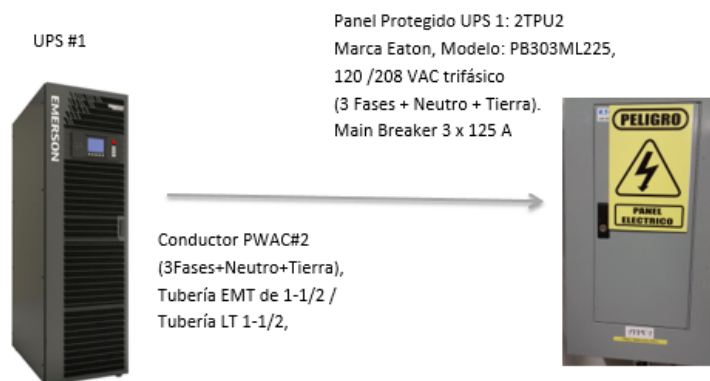 UPS #1
Panel Protegido UPS 1: 2TPU2
Marca Eaton, Modelo: PB303ML225,
120 /208 VAC trifásico
(3 Fases + Neutro + Tierra).
Main Breaker 3 x 125 A
EMERSON
Conductor PWAC#2
(3Fases+Neutro+Tierra),
Tubería EMT de 1-1/2 /
Tubería LT 1-1/2,
PELIGRO
PANEL
ELECTRICO
2TPU2